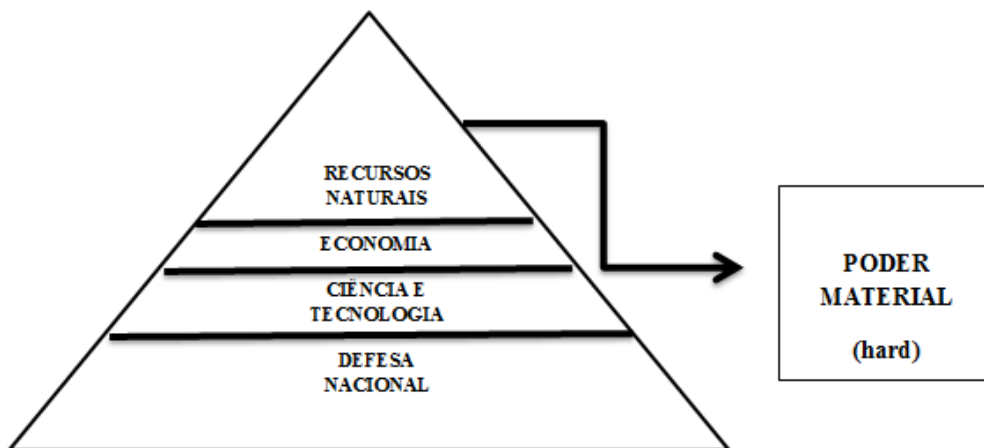 RECURSOS
NATURAIS
ECONOMIA
CIÊNCIA E
TECNOLOGIA
DEFESA
NACIONAL
PODER
MATERIAL
(hard)